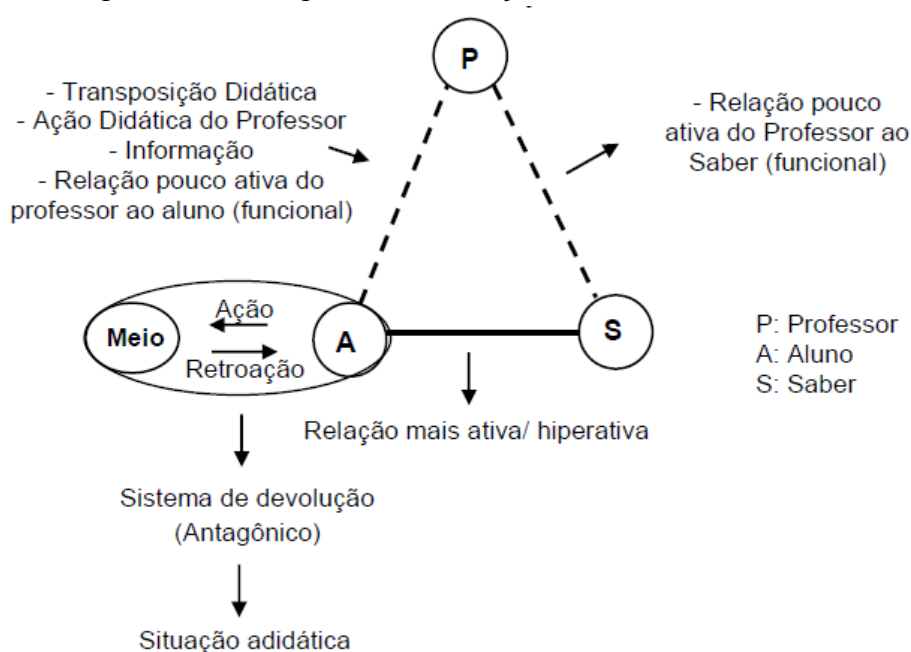 P
- Transposição Didática
- Ação Didática do Professor
- Informação
- Relação pouco ativa do
professor ao aluno (funcional)
- Relação pouco
ativa do Professor ao
Saber (funcional)
Meio
Ação
Retroação
A
S
P: Professor
A: Aluno
S: Saber
Relação mais ativa/ hiperativa
Sistema de devolução
(Antagônico)
Situação adidática